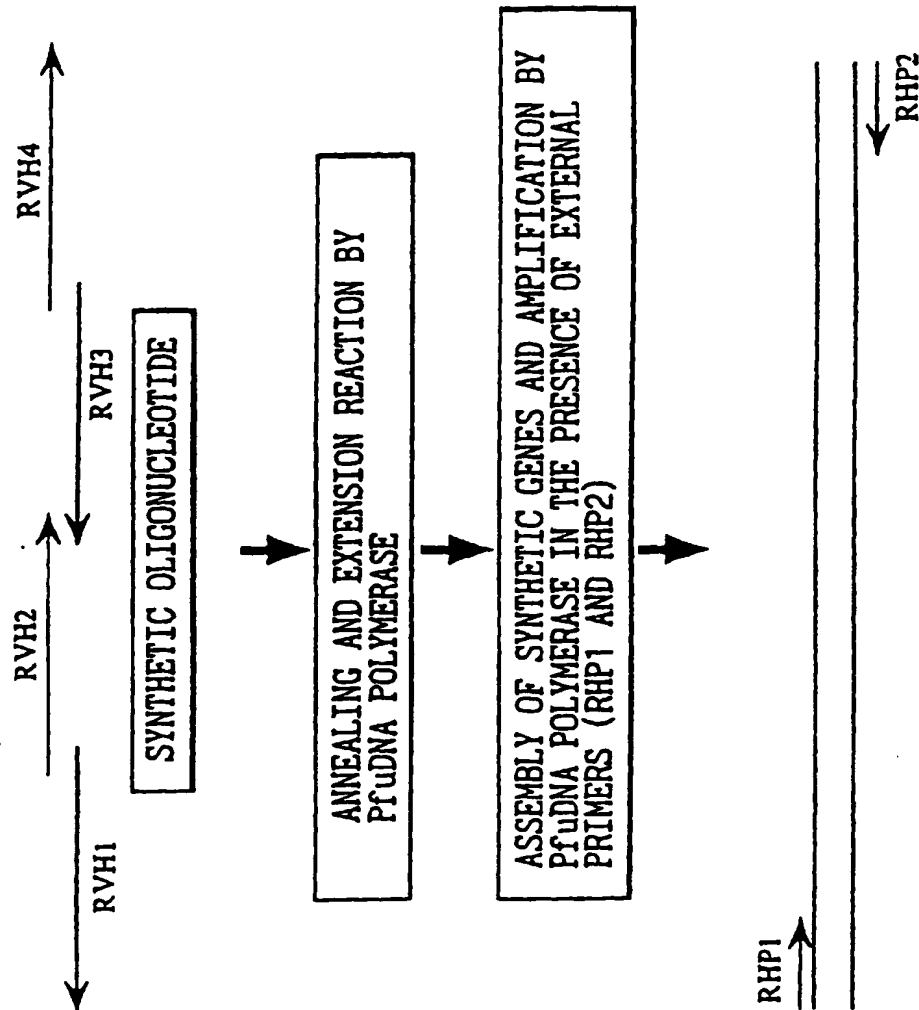 RVH1
RVH2
RVH3
RVH4
SYNTHETIC OLIGONUCLEOTIDE
ANNEALING AND EXTENSION REACTION BY
PfuDNA POLYMERASE
ASSEMBLY OF SYNTHETIC GENES AND AMPLIFICATION BY
PfuDNA POLYMERASE IN THE PRESENCE OF EXTERNAL
PRIMERS (RHP1 AND RHP2)
RHP1
RHP2